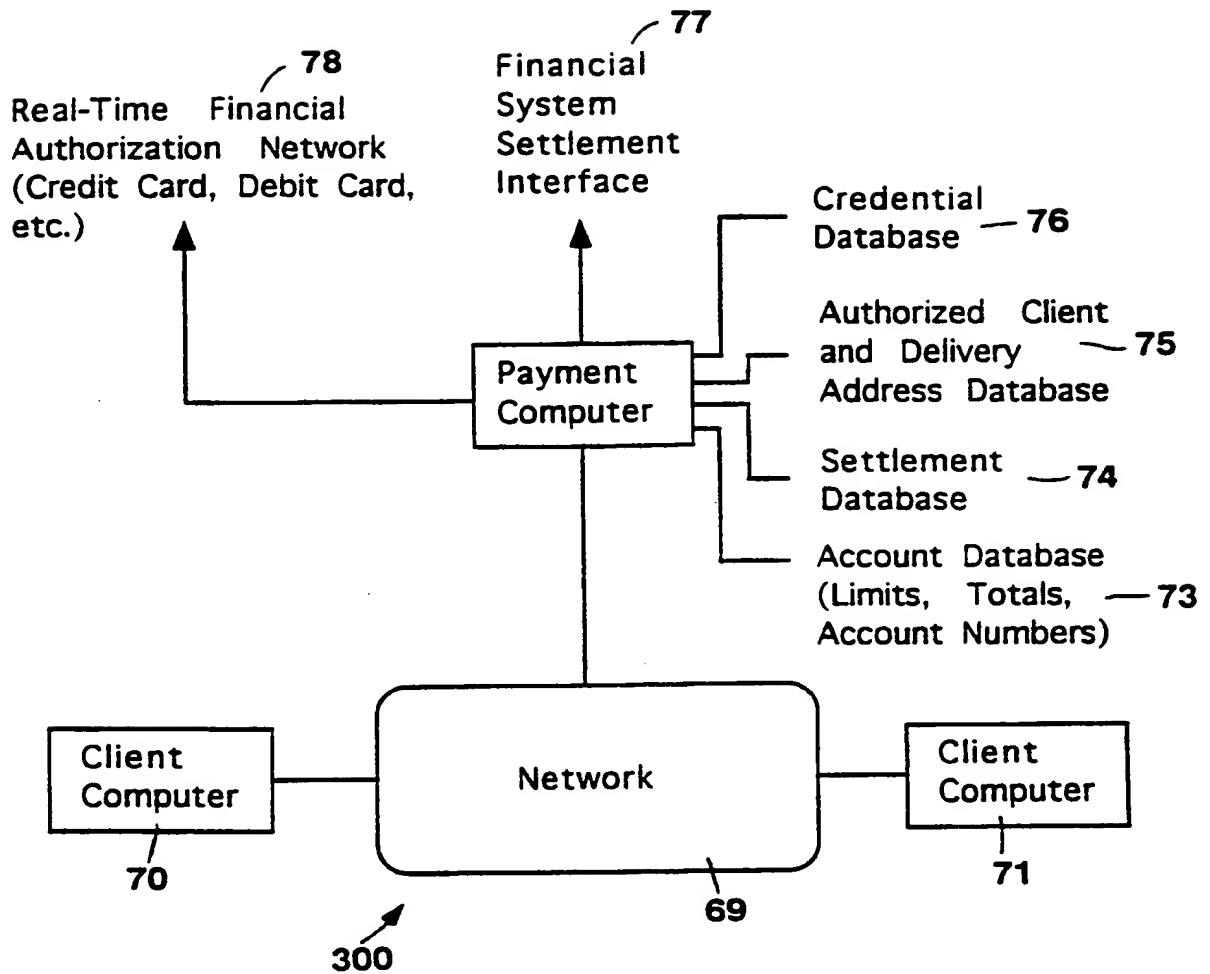 77
78
Real-Time Financial
Authorization Network
(Credit Card, Debit Card,
etc.)
Financial
System
Settlement
Interface
Credential
Database
76
Authorized Client
and Delivery
Address Database
75
Payment
Computer
Settlement
Database
74
Account Database
(Limits, Totals,
Account Numbers)
73
Client
Computer
70
Network
69
Client
Computer
71
300